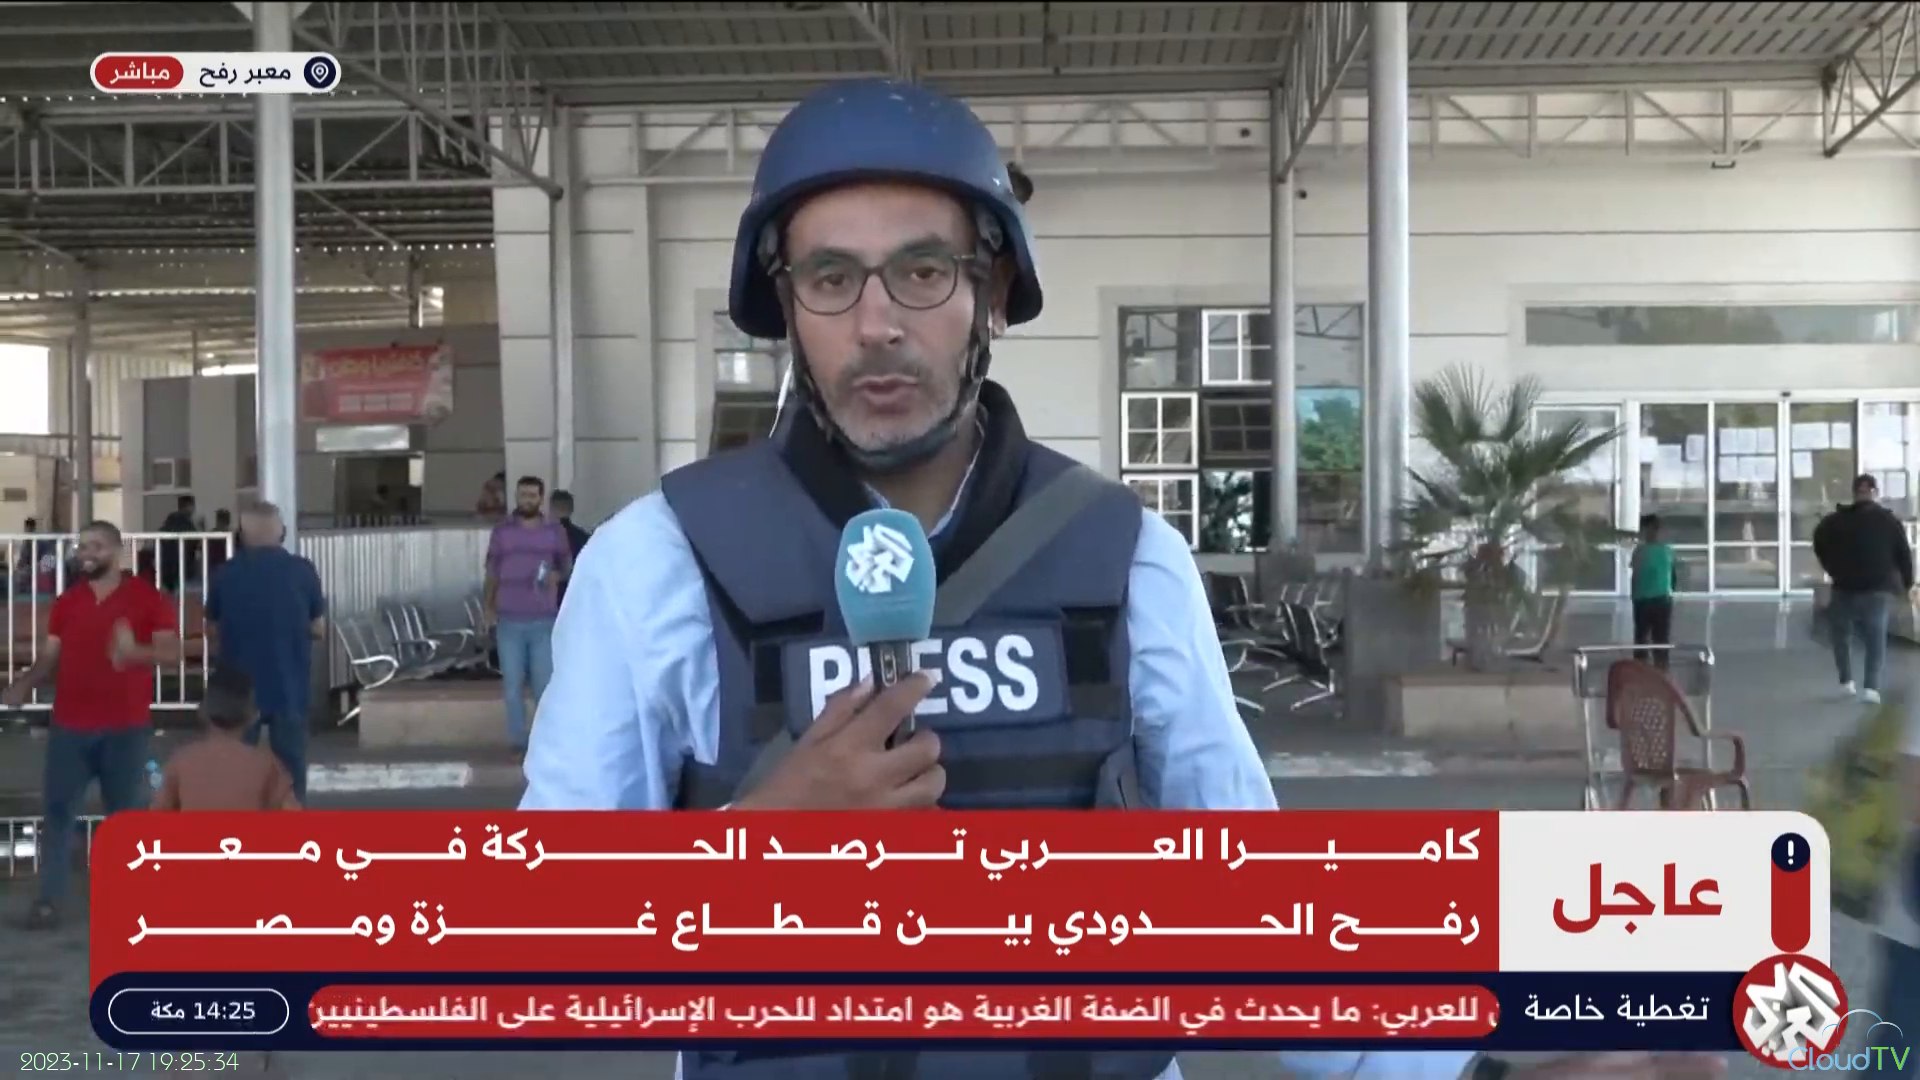 معبر رفح مباشر
PRESS
كاميرا العربي ترصد الحركة في معبر
رفح الحدودي بين قطاع غزة ومصر
عاجل
تغطية خاصة
للعربي: ما يحدث في الضفة الغربية هو امتداد للحرب الإسرائيلية على الفلسطينيين
14:25 مكة
2023-11-17 19:25:34
CloudTV